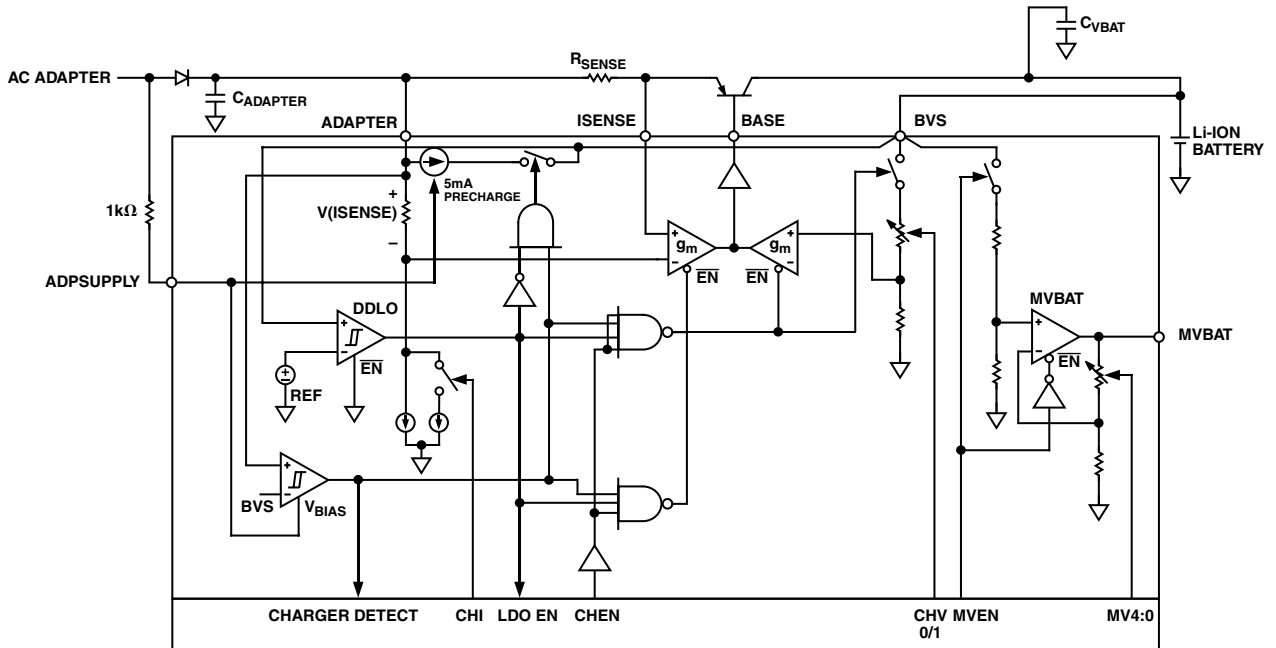 C_VBAT
AC ADAPTER
R_SENSE
C_ADAPTER
ADAPTER
ISENSE
BASE
BVS
Li-ION
BATTERY
5mA
PRECHARGE
+
1kΩ
V(ISENSE)
–
+
g_m
–
+
g_m
–
EN
EN
ADPSUPPLY
DDLO
+
–
EN
+
–
REF
MVBAT
+
–
EN
MVBAT
+
–
BVS
V_BIAS
CHARGER DETECT
CHI
LDO EN
CHEN
CHV
0/1
MVEN
MV4:0